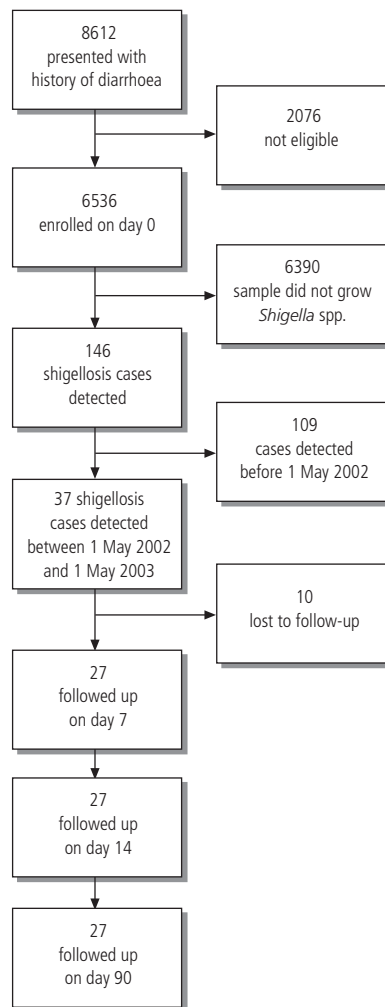 8612
presented with
history of diarrhoea
2076
not eligible
6536
enrolled on day 0
6390
sample did not grow
Shigella spp.
146
shigellosis cases
detected
109
cases detected
before 1 May 2002
37 shigellosis
cases detected
between 1 May 2002
and 1 May 2003
10
lost to follow-up
27
followed up
on day 7
27
followed up
on day 14
27
followed up
on day 90